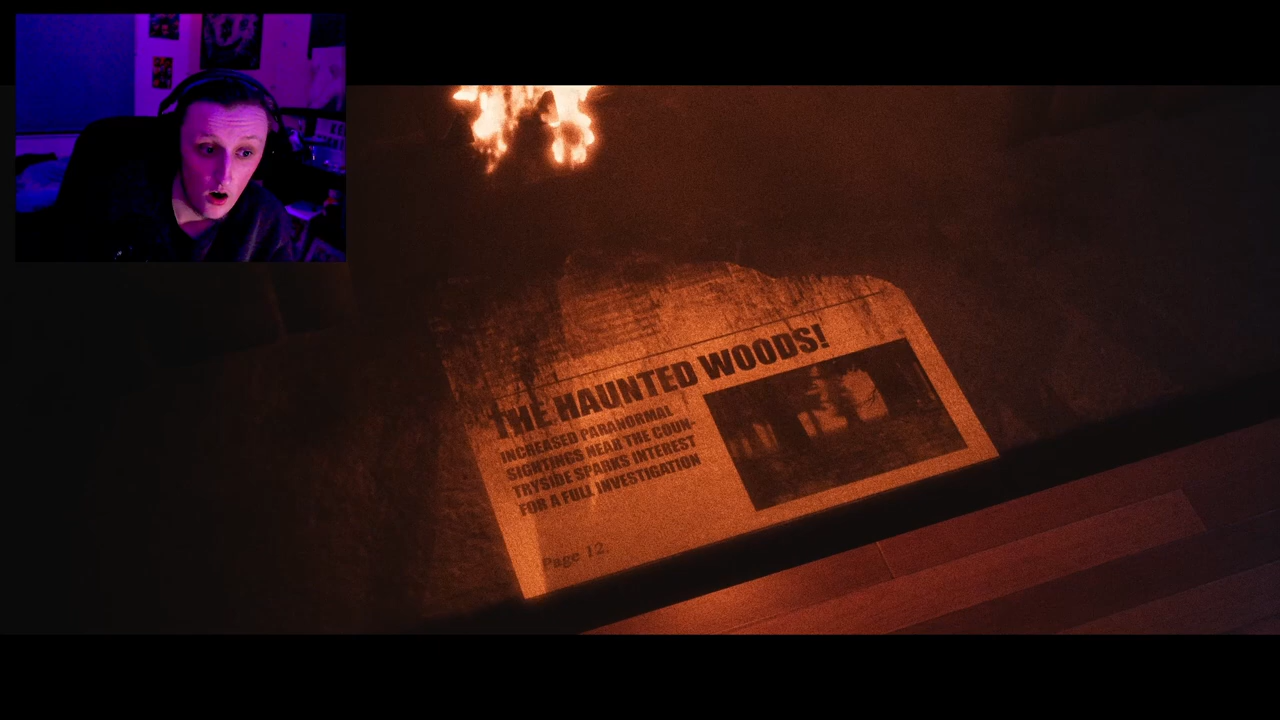 THE HAUNTED WOODS!
INCREASED PARANORMAL
SIGHTINGS NEAR THE COUN-
TRYSIDE SPARKS INTEREST
FOR A FULL INVESTIGATION
Page 12.